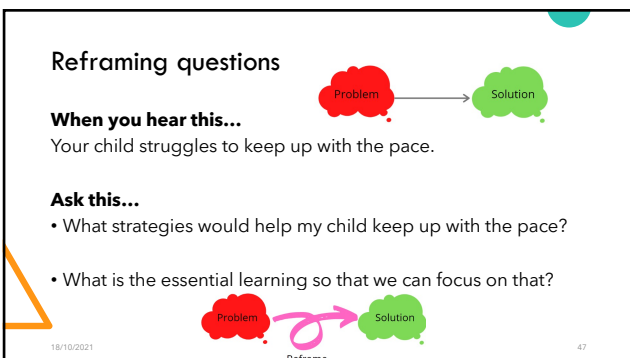 Reframing questions
Problem
Solution
When you hear this...
Your child struggles to keep up with the pace.
Ask this...
• What strategies would help my child keep up with the pace?
• What is the essential learning so that we can focus on that?
Problem
Solution
Reframe
18/10/2021
47